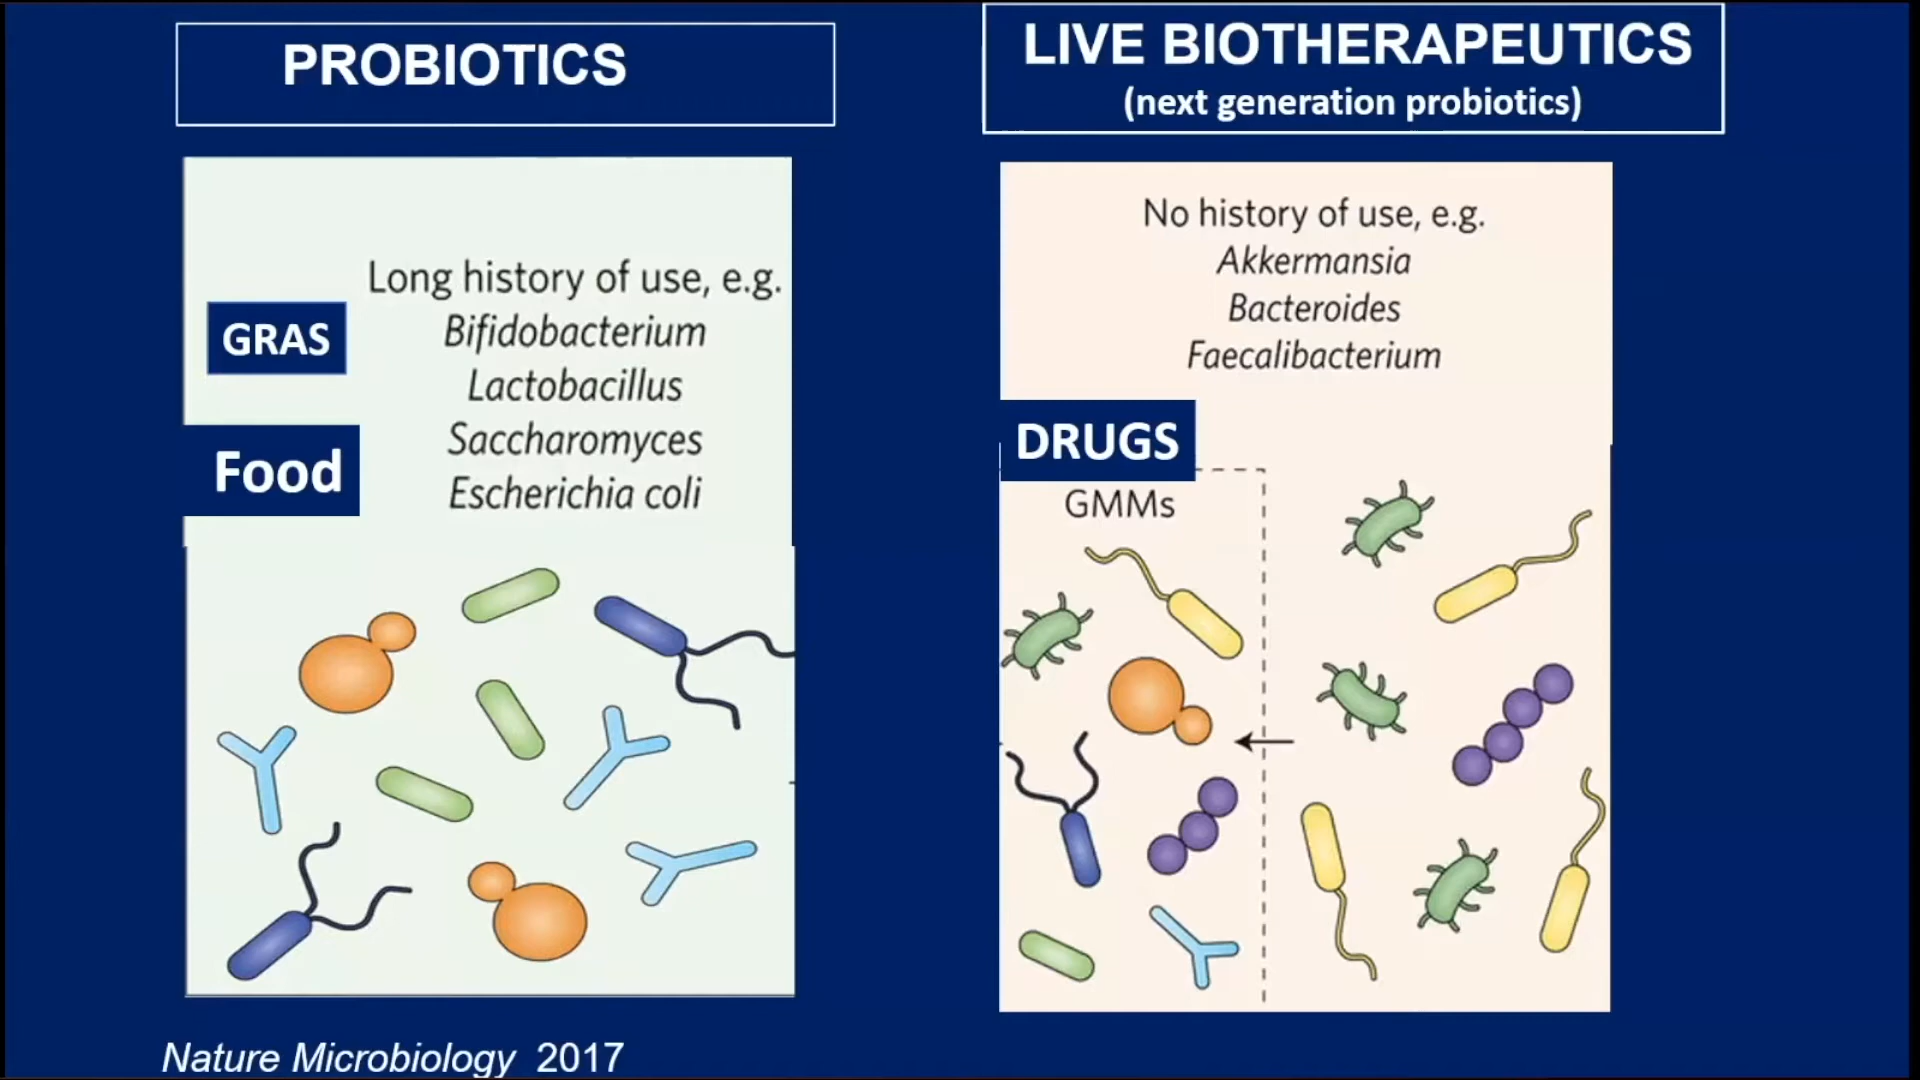 PROBIOTICS
Long history of use, e.g.
GRAS
Bifidobacterium
Lactobacillus
Food
Saccharomyces
Escherichia coli
LIVE BIOTHERAPEUTICS
(next generation probiotics)
No history of use, e.g.
Akkermansia
Bacteroides
Faecalibacterium
DRUGS
GMMs
Nature Microbiology 2017